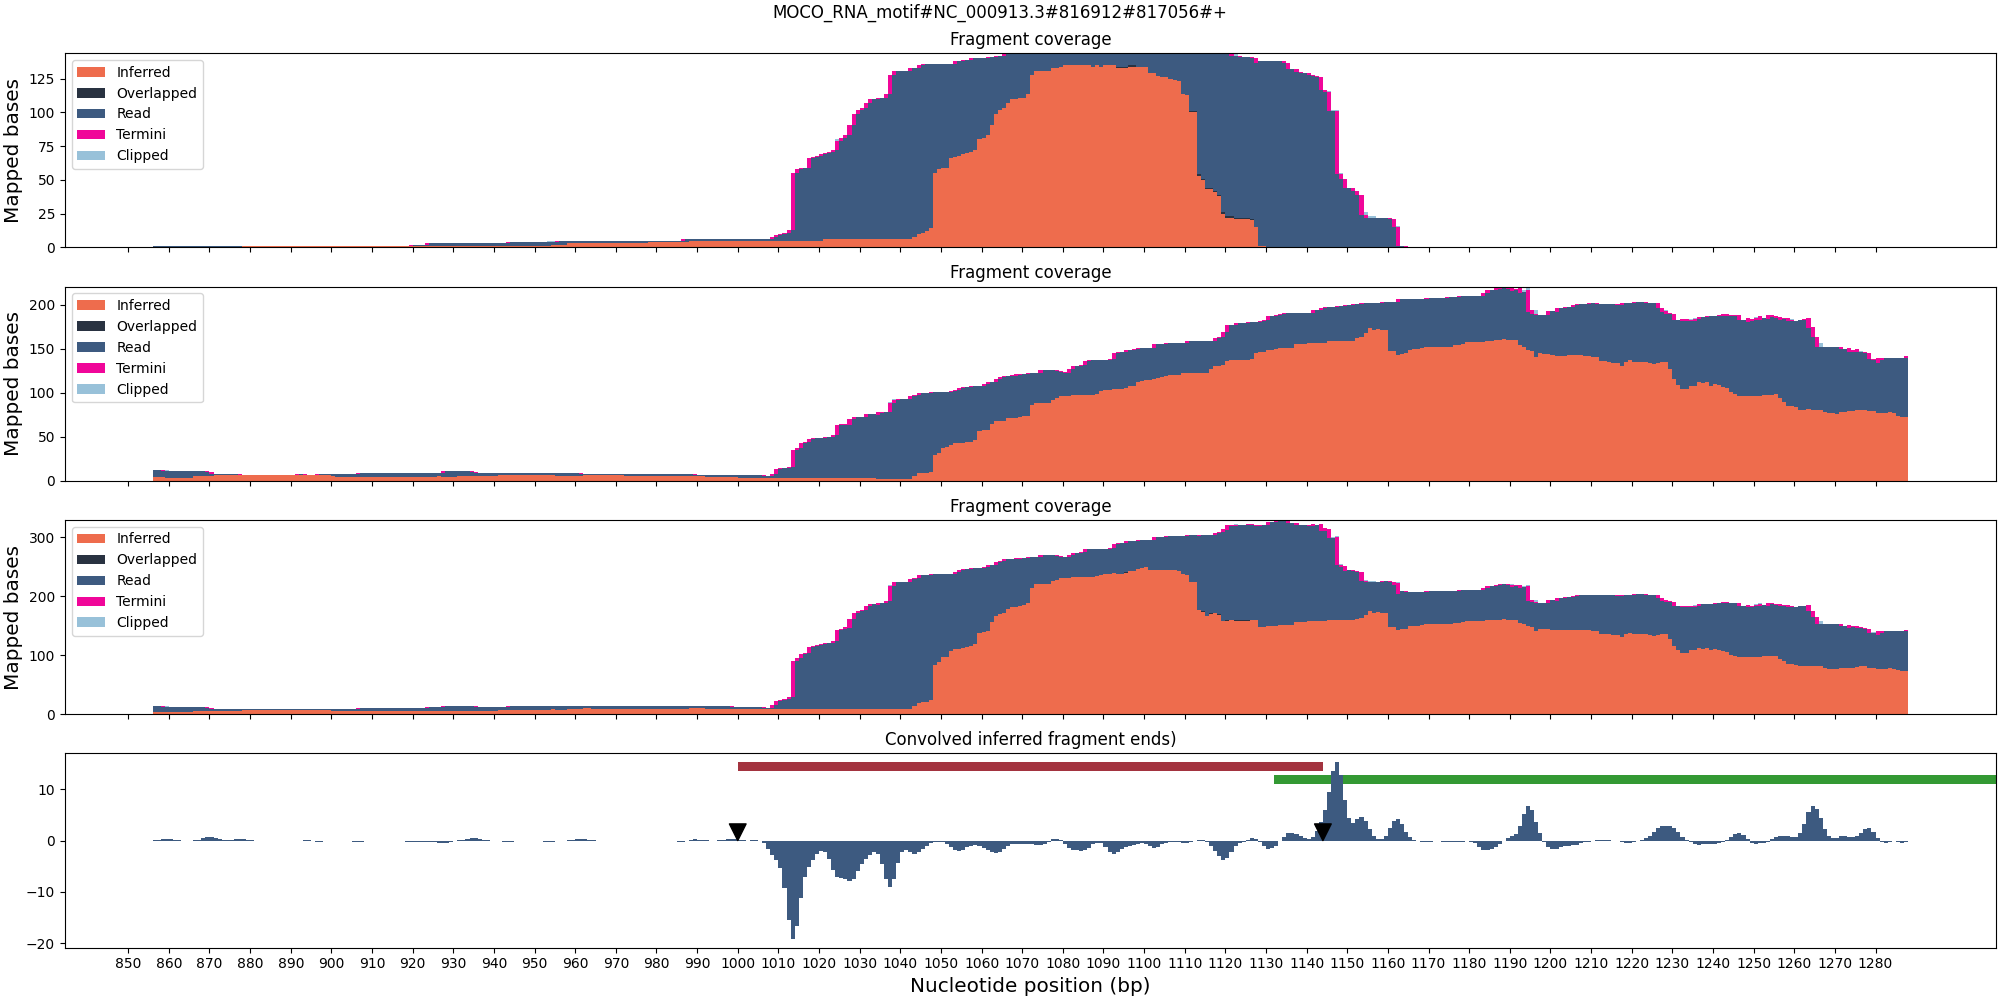 MOCO_RNA_motif#NC_000913.3#816912#817056#+
Fragment coverage
Mapped bases
125
100
75
50
25
0
Inferred
Overlapped
Read
Termini
Clipped
Fragment coverage
Mapped bases
200
150
100
50
0
Inferred
Overlapped
Read
Termini
Clipped
Fragment coverage
Mapped bases
300
200
100
0
Inferred
Overlapped
Read
Termini
Clipped
Convolved inferred fragment ends)
10
0
−10
−20
850 860 870 880 890 900 910 920 930 940 950 960 970 980 990 1000 1010 1020 1030 1040 1050 1060 1070 1080 1090 1100 1110 1120 1130 1140 1150 1160 1170 1180 1190 1200 1210 1220 1230 1240 1250 1260 1270 1280
Nucleotide position (bp)